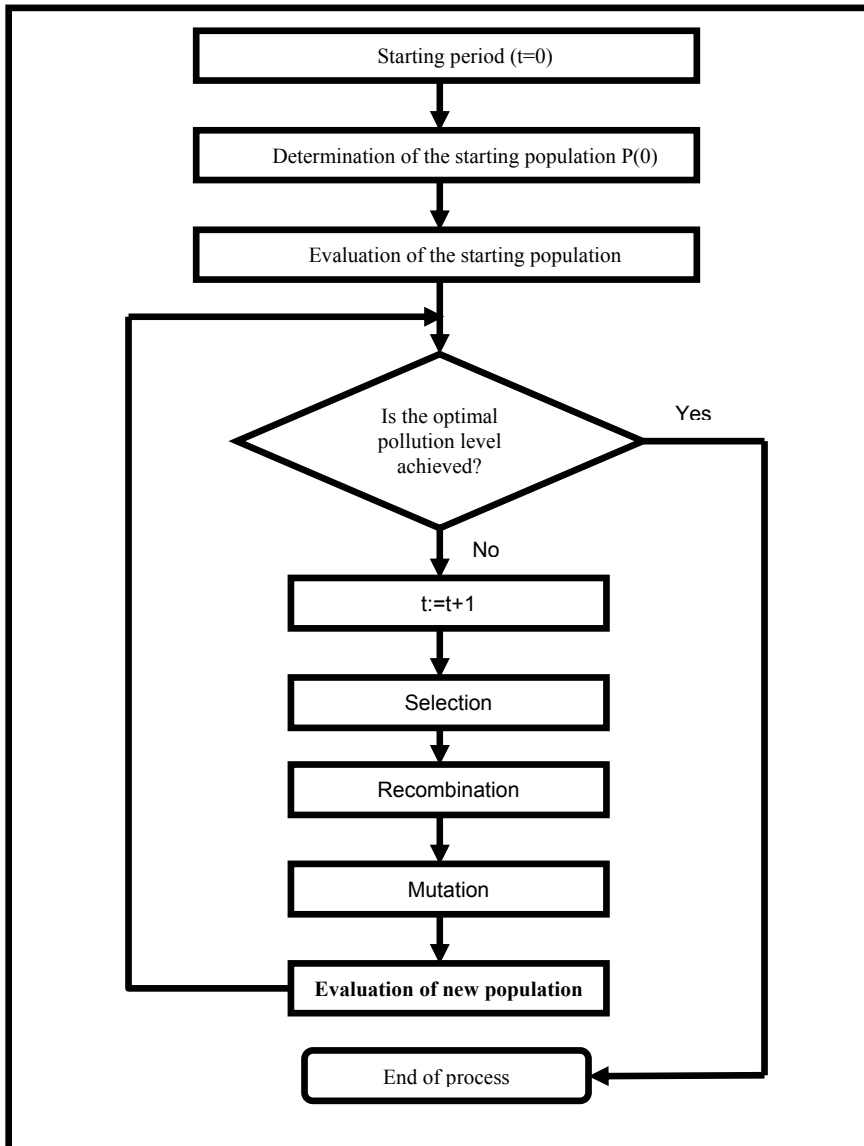 Starting period (t=0)
Determination of the starting population P(0)
Evaluation of the starting population
Is the optimal
pollution level
achieved?
Yes
No
t:=t+1
Selection
Recombination
Mutation
Evaluation of new population
End of process